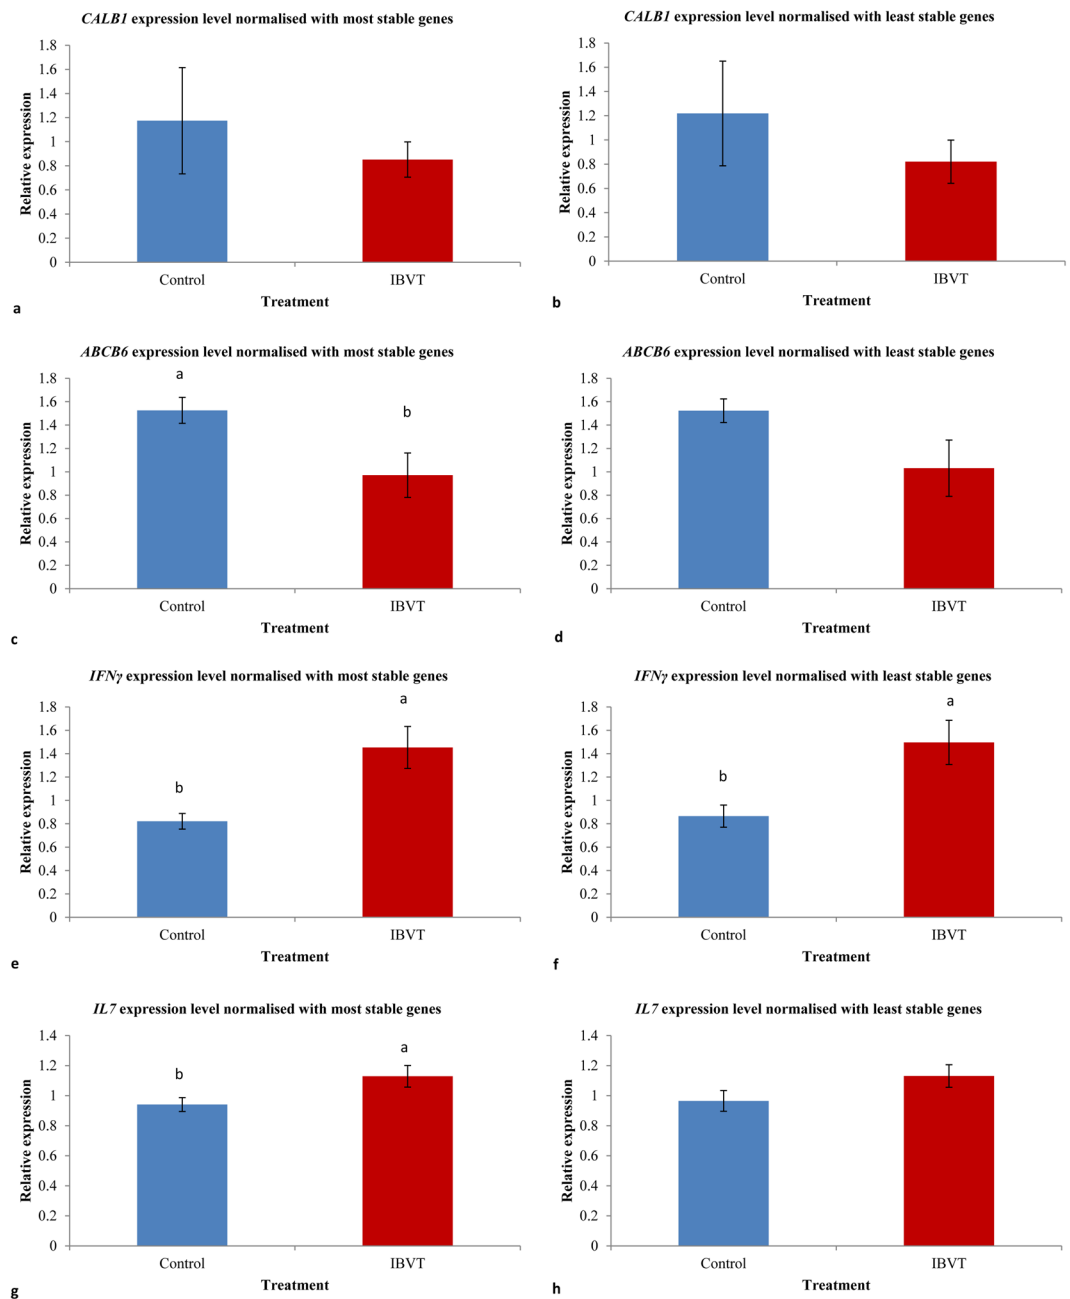 CALB1 expression level normalised with most stable genes
1.8
1.6
1.4
1.2
1
0.8
0.6
0.4
0.2
0
Relative expression
Control
IBVT
Treatment
a
CALB1 expression level normalised with least stable genes
1.8
1.6
1.4
1.2
1
0.8
0.6
0.4
0.2
0
Relative expression
Control
IBVT
Treatment
b
ABCB6 expression level normalised with most stable genes
a
b
1.8
1.6
1.4
1.2
1
0.8
0.6
0.4
0.2
0
Relative expression
Control
IBVT
Treatment
c
ABCB6 expression level normalised with least stable genes
1.8
1.6
1.4
1.2
1
0.8
0.6
0.4
0.2
0
Relative expression
Control
IBVT
Treatment
d
IFNγ expression level normalised with most stable genes
a
b
1.8
1.6
1.4
1.2
1
0.8
0.6
0.4
0.2
0
Relative expression
Control
IBVT
Treatment
e
IFNγ expression level normalised with least stable genes
a
b
1.8
1.6
1.4
1.2
1
0.8
0.6
0.4
0.2
0
Relative expression
Control
IBVT
Treatment
f
IL7 expression level normalised with most stable genes
a
b
1.4
1.2
1
0.8
0.6
0.4
0.2
0
Relative expression
Control
IBVT
Treatment
g
IL7 expression level normalised with least stable genes
1.4
1.2
1
0.8
0.6
0.4
0.2
0
Relative expression
Control
IBVT
Treatment
h